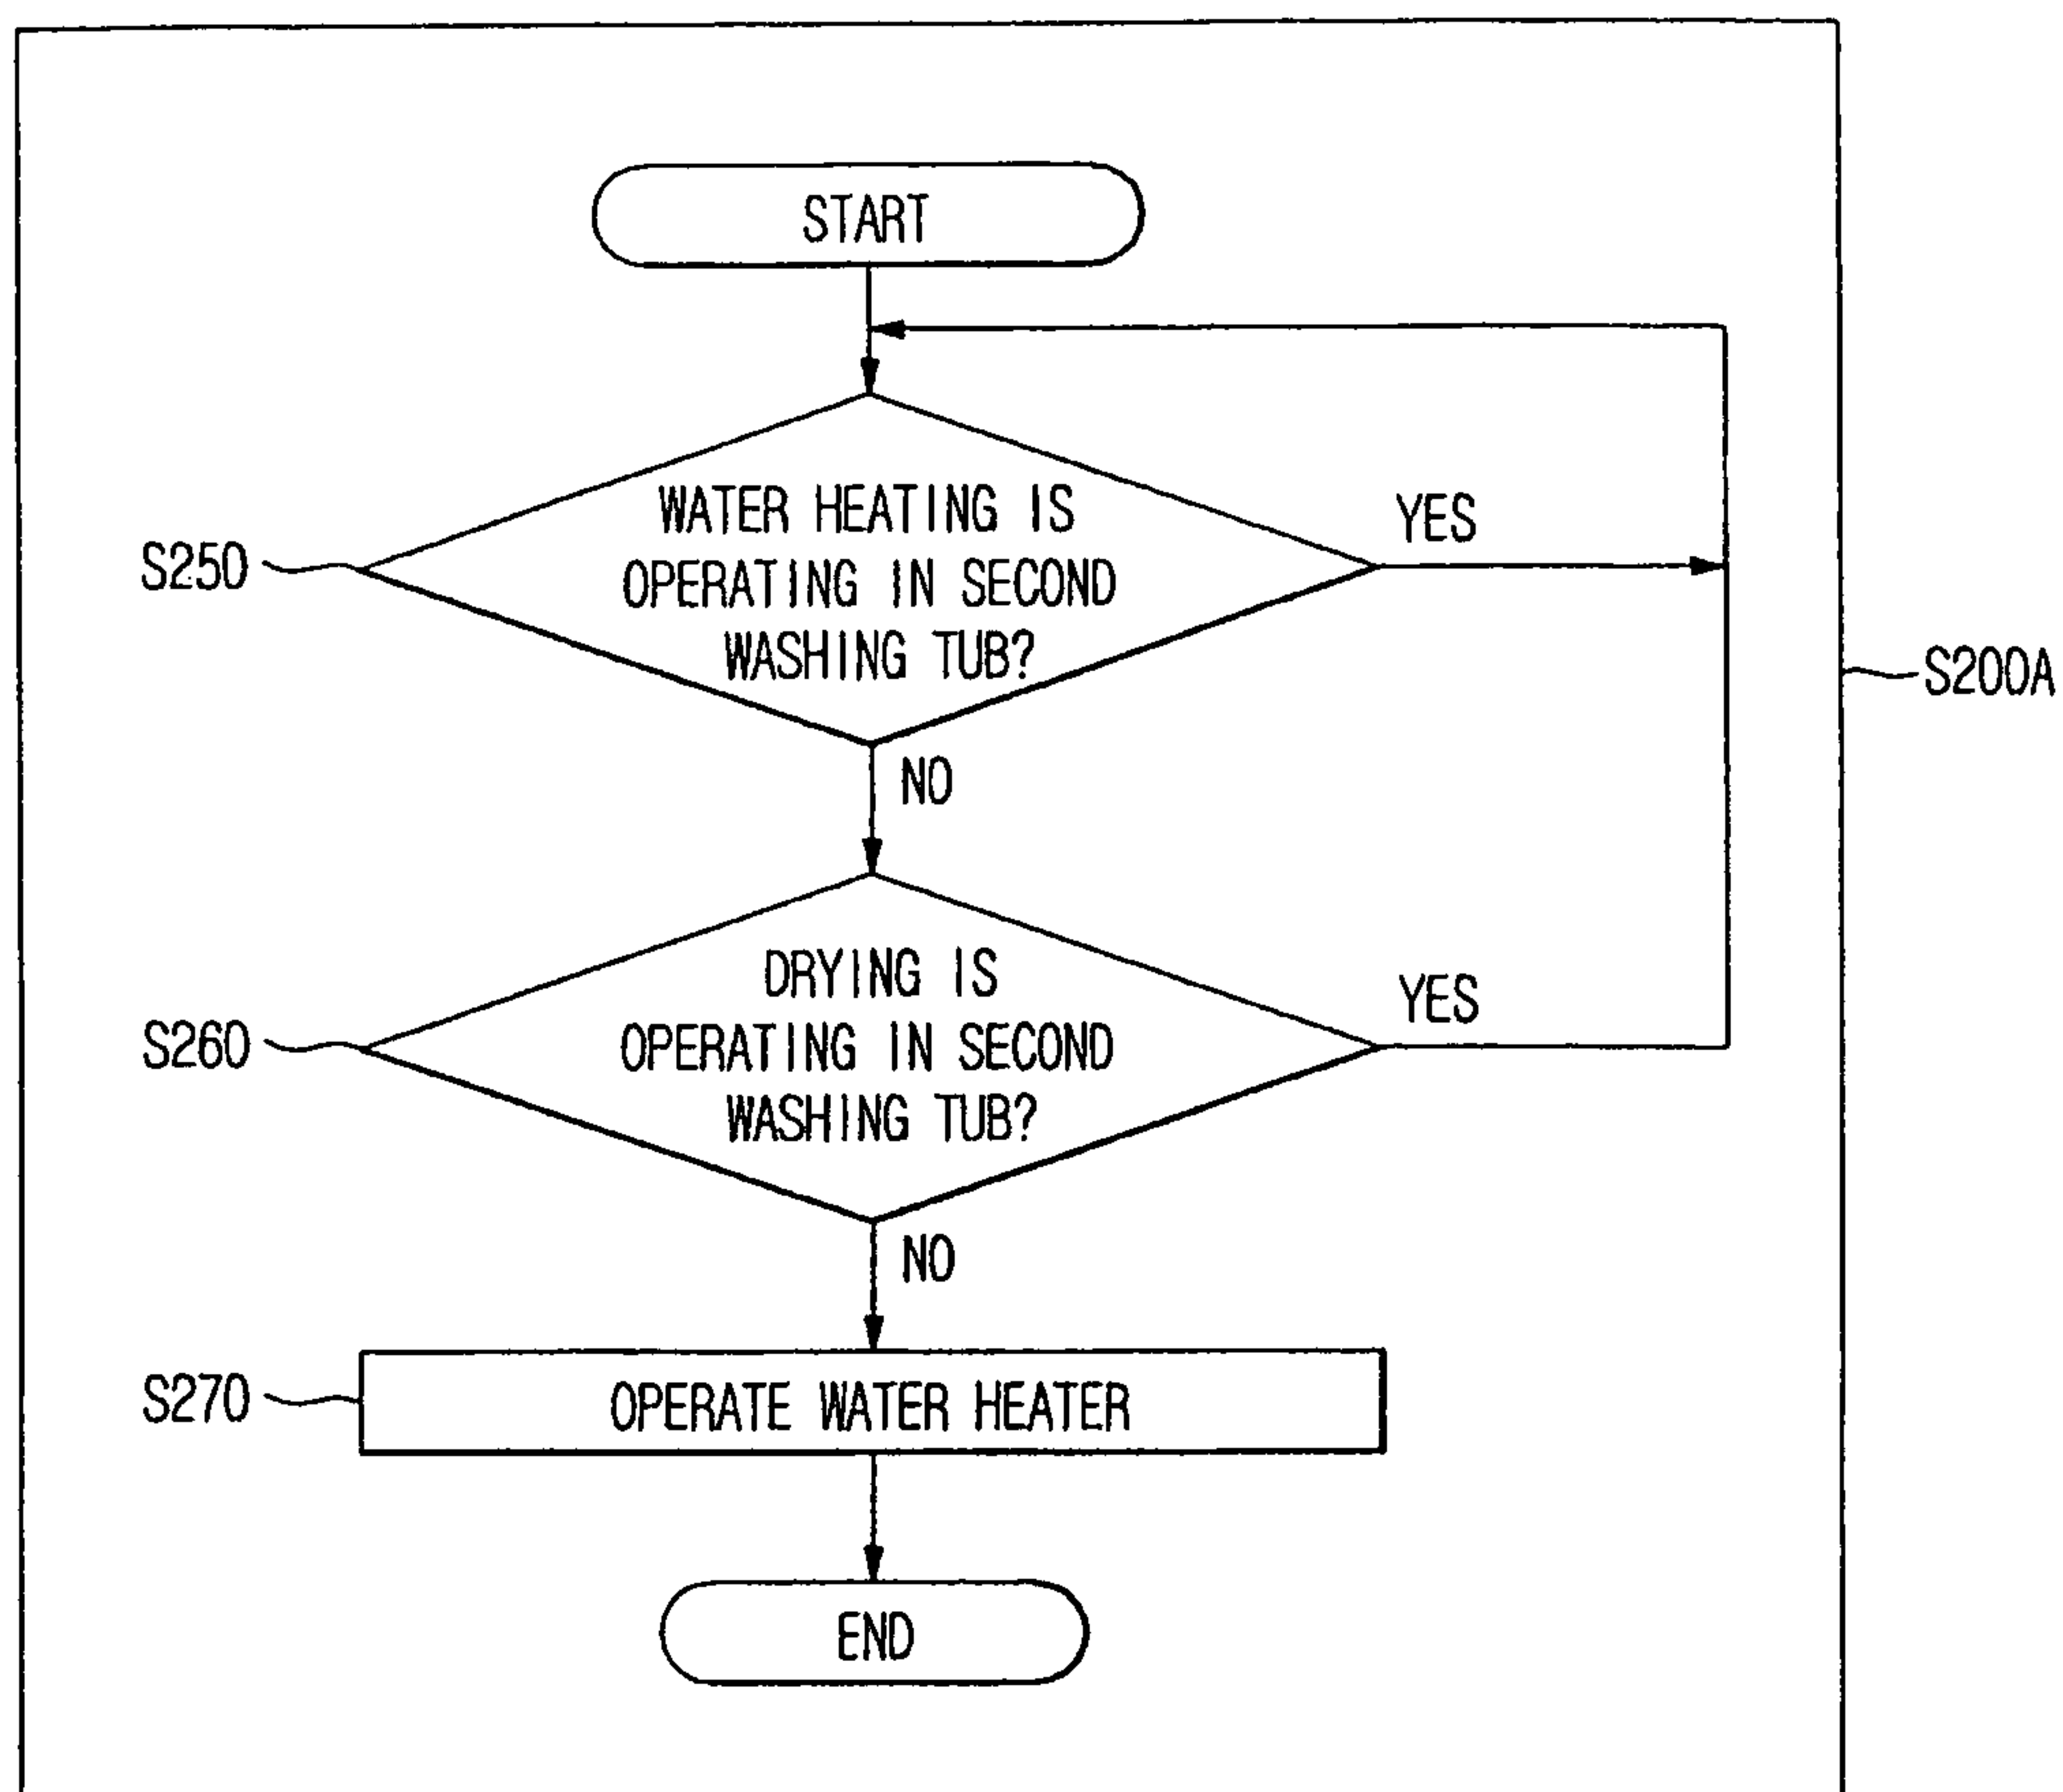 START
WATER HEATING IS
OPERATING IN SECOND
WASHING TUB?
YES
S250
S200A
NO
DRYING IS
OPERATING IN SECOND
WASHING TUB?
YES
S260
NO
S270
OPERATE WATER HEATER
END